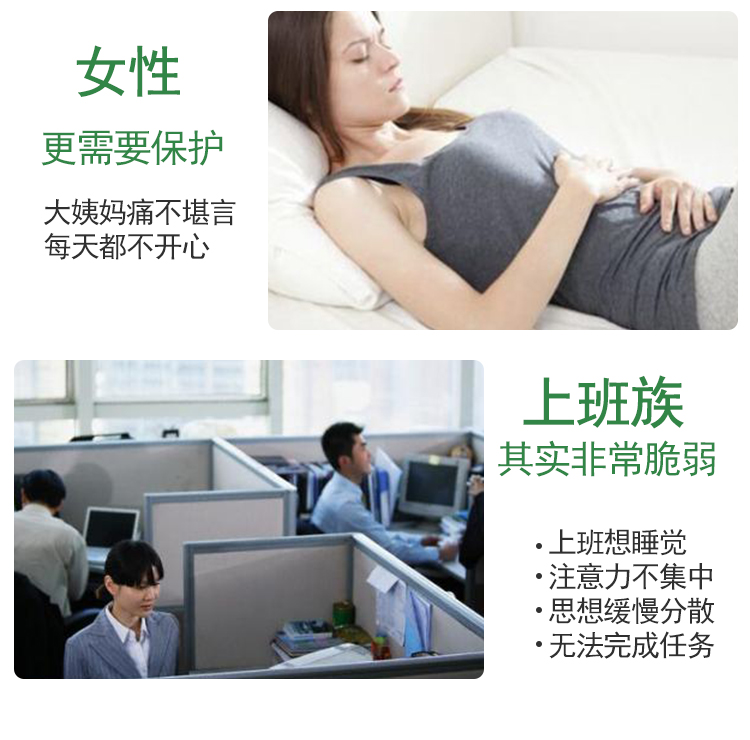 女性
更需要保护
大姨妈痛不堪言
每天都不开心
上班族
其实非常脆弱
• 上班想睡觉
• 注意力不集中
• 思想缓慢分散
• 无法完成任务